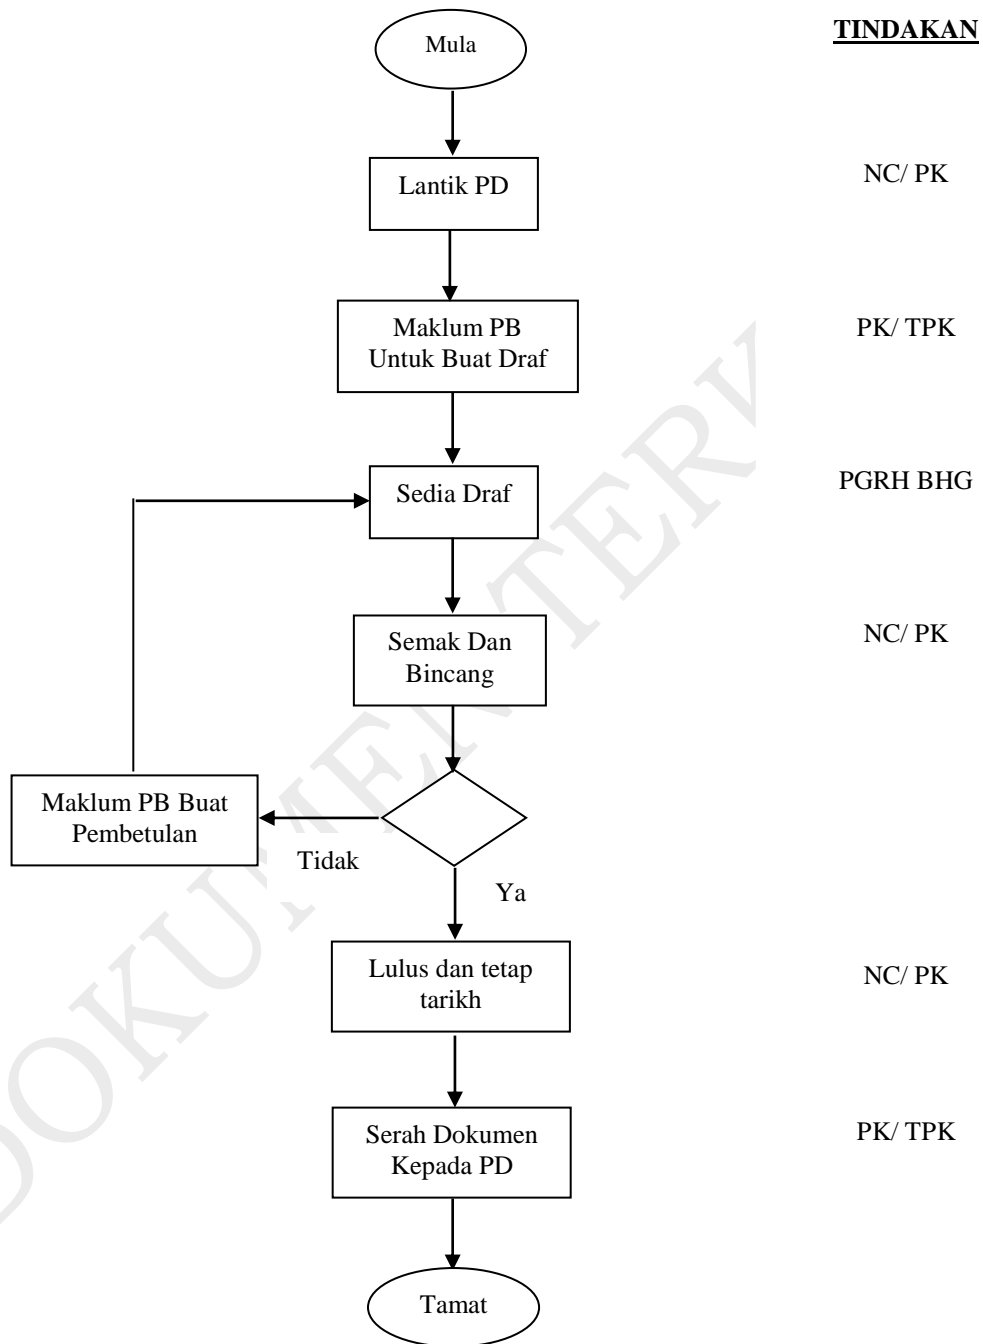 Mula
TINDAKAN
Lantik PD
NC/ PK
Maklum PB
Untuk Buat Draf
PK/ TPK
Sedia Draf
PGRH BHG
Semak Dan
Bincang
NC/ PK
Maklum PB Buat
Pembetulan
Tidak
Ya
Lulus dan tetap
tarikh
NC/ PK
Serah Dokumen
Kepada PD
PK/ TPK
Tamat
DOKUMEN TERK